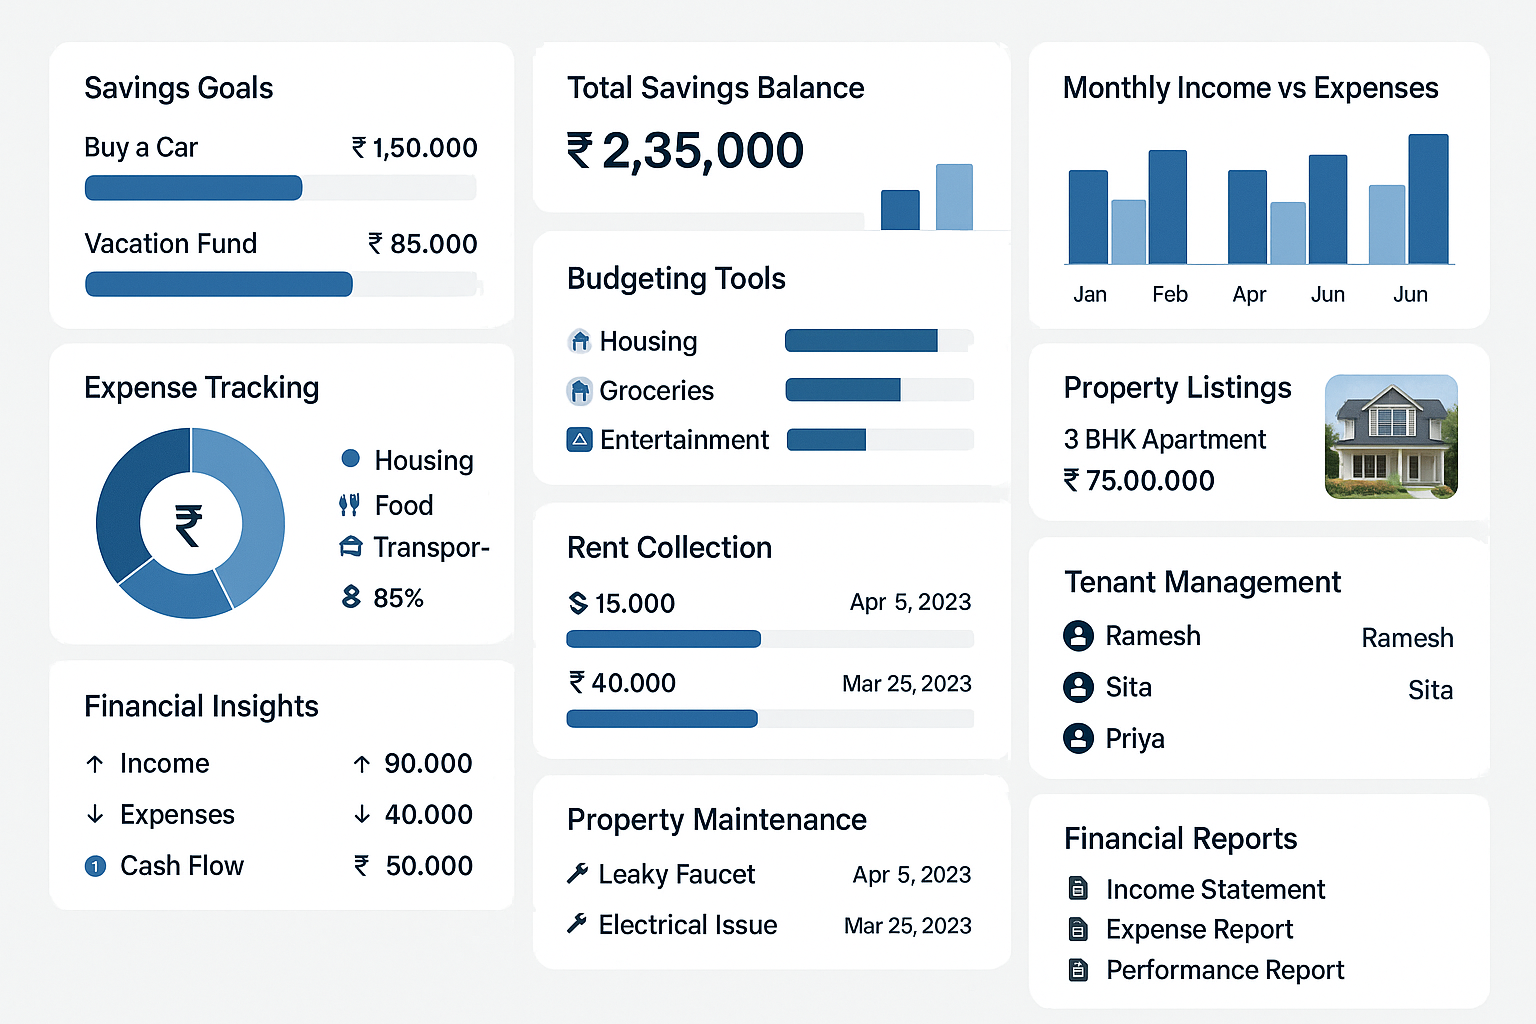 Savings Goals
Buy a Car ₹ 1,50.000
Vacation Fund ₹ 85.000
Expense Tracking
₹
Housing
Food
Transpor-
8 85%
Financial Insights
↑ Income ↑ 90.000
↓ Expenses ↓ 40.000
1 Cash Flow ₹ 50.000
Total Savings Balance
₹ 2,35,000
Budgeting Tools
Housing
Groceries
Entertainment
Rent Collection
$ 15.000 Apr 5, 2023
₹ 40.000 Mar 25, 2023
Property Maintenance
Leaky Faucet Apr 5, 2023
Electrical Issue Mar 25, 2023
Monthly Income vs Expenses
Jan Feb Apr Jun Jun
Property Listings
3 BHK Apartment
₹ 75.00.000
Tenant Management
Ramesh Ramesh
Sita Sita
Priya
Financial Reports
Income Statement
Expense Report
Performance Report